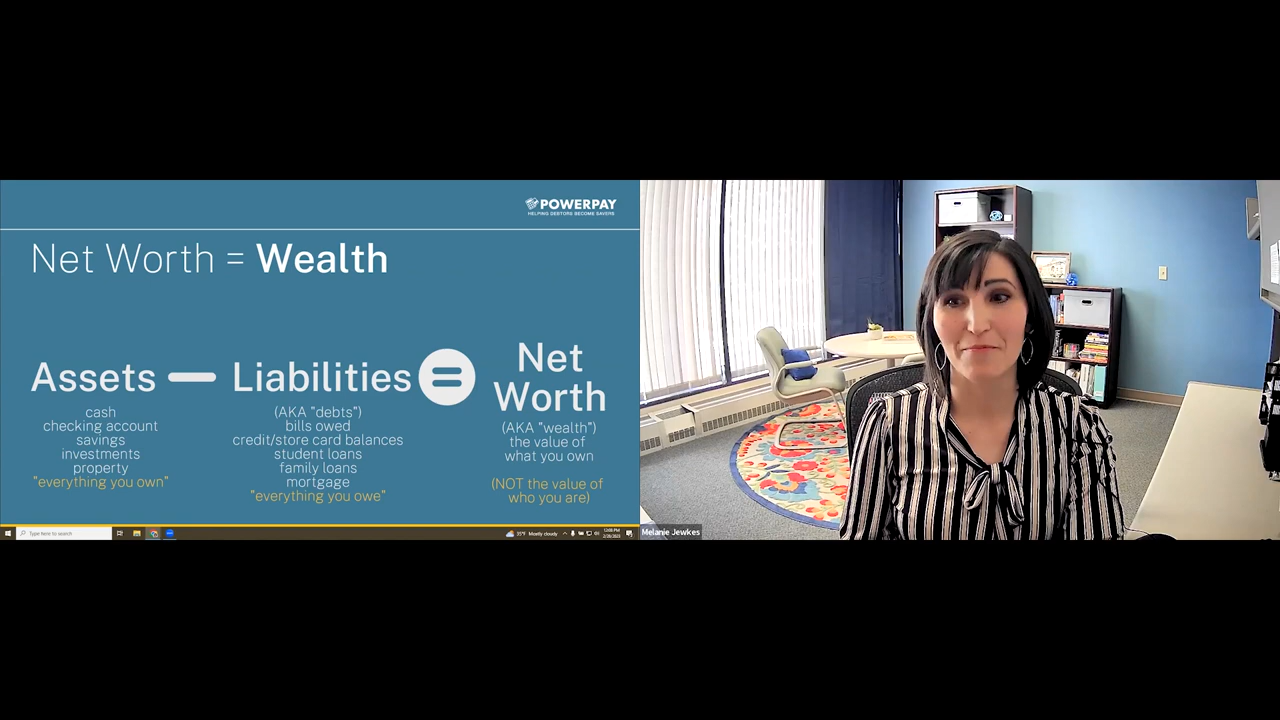 POWERPAY
HELPING DEBTORS BECOME SAVERS
Net Worth = Wealth
Assets — Liabilities = Net Worth
cash
checking account
savings
investments
property
"everything you own"
(AKA "debts")
bills owed
credit/store card balances
student loans
family loans
mortgage
"everything you owe"
(AKA "wealth")
the value of
what you own
(NOT the value of
who you are)
Type here to search
35° Mostly cloudy
Melanie Jewkes